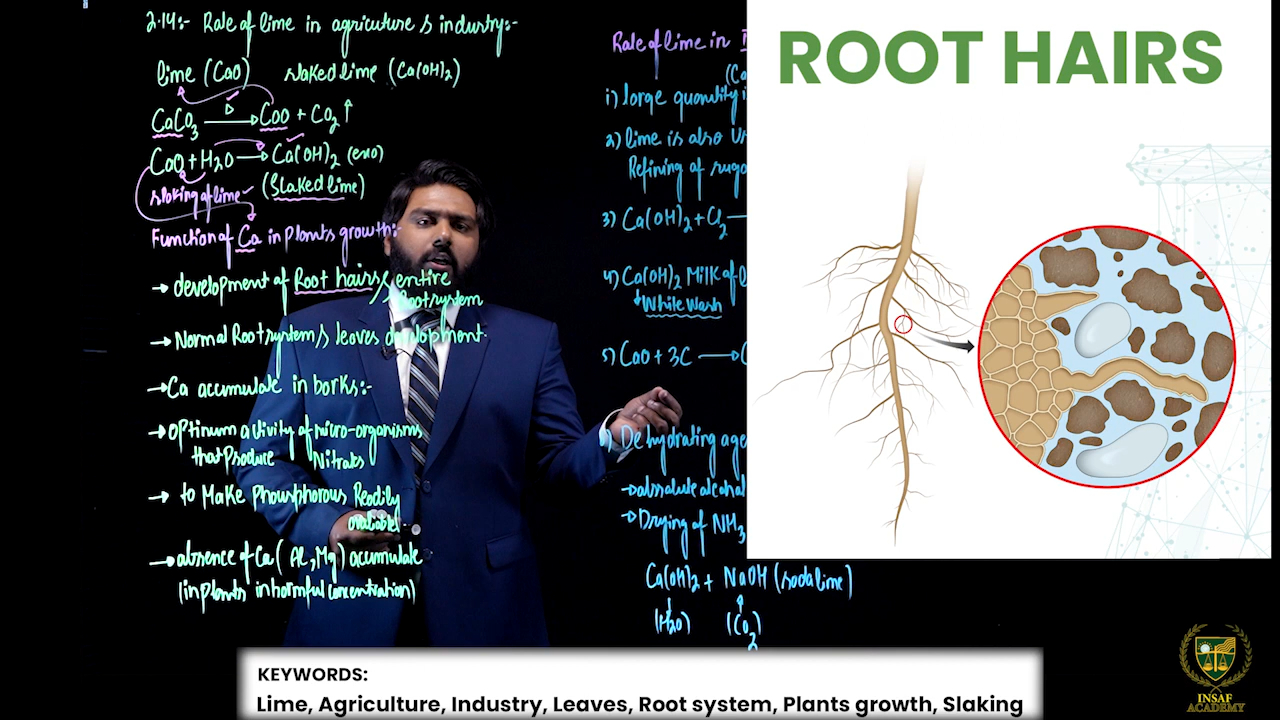 2.14:- Role of lime in agriculture & industry:-
lime (CaO) slaked lime (Ca(OH)₂)
CaCO₃ → CaO + CO₂↑
CaO + H₂O → Ca(OH)₂ (exo)
slaking of lime (Slaked lime)
Function of Ca in plants growth:-
→ development of Root hairs & entire
Root system
→ Normal Root system & leaves development.
→ Ca accumulate in barks:-
→ optimum activity of micro-organisms
that Produce Nitrates
→ to Make Phosphorous Readily
available
→ absence of Ca (Al, Mg) accumulate
(in plants in harmful concentration)
Role of lime in
i) large quantity
2) lime is also
Refining of
3) Ca(OH)₂ + Cl₂ —
4) Ca(OH)₂ Milk of
White wash
5) CaO + 3C →
Dehydrating
→ absolute
→ Drying of NH₃
Ca(OH)₂ + NaOH (soda lime)
(H₂O) (CO₂)
ROOT HAIRS
KEYWORDS:
Lime, Agriculture, Industry, Leaves, Root system, Plants growth, Slaking
INSAF
ACADEMY